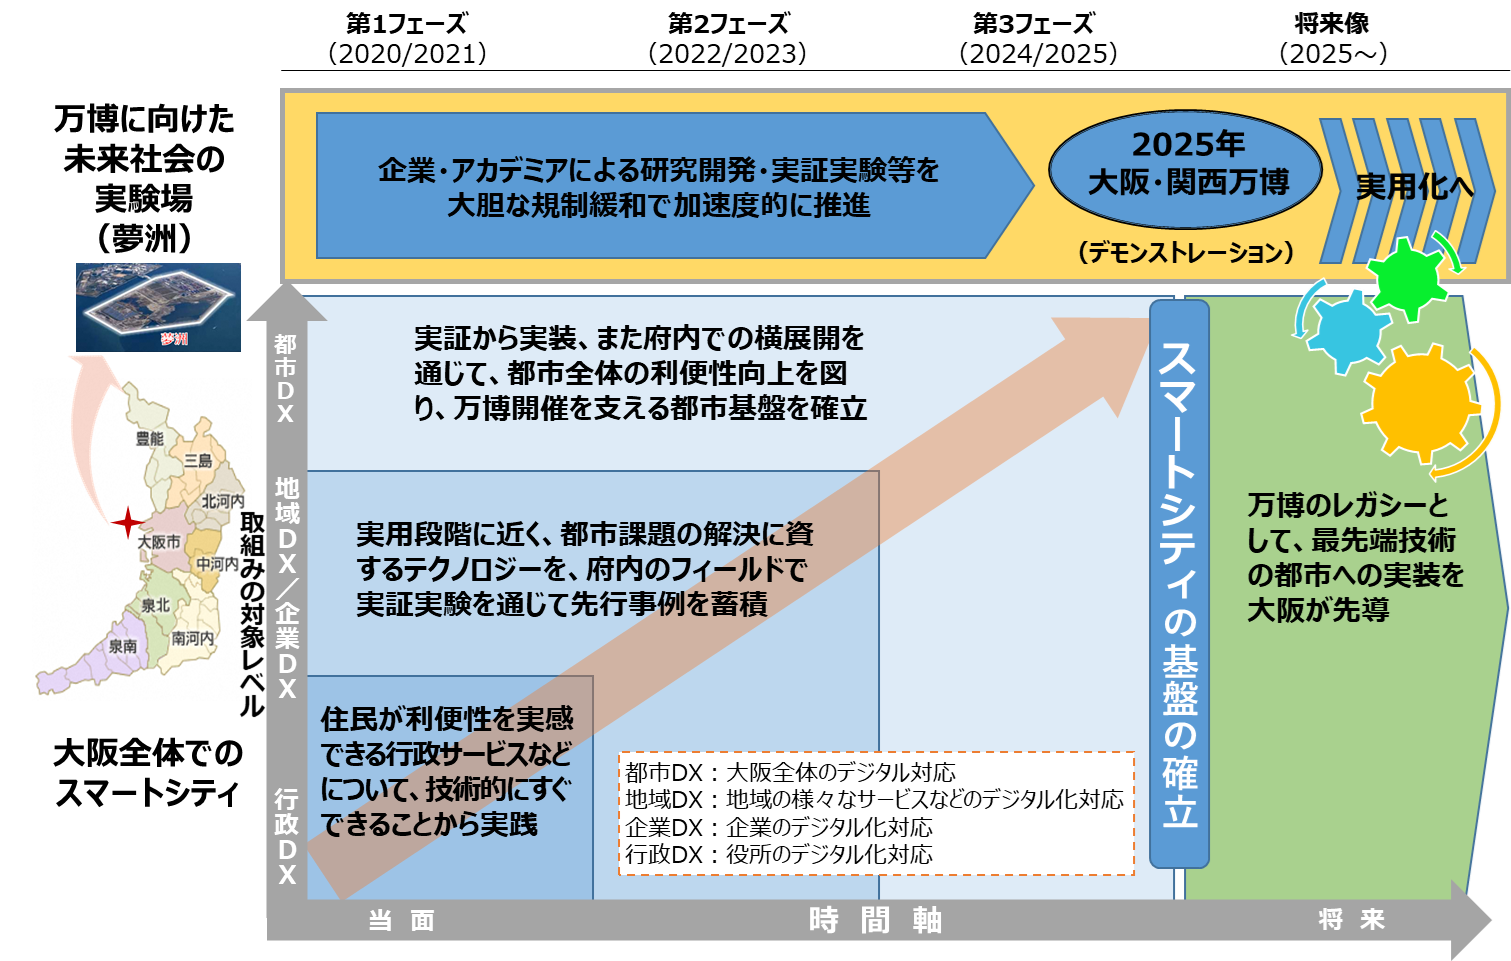 第1フェーズ
（2020/2021）
第2フェーズ
（2022/2023）
第3フェーズ
（2024/2025）
将来像
（2025～）
万博に向けた
未来社会の
実験場
（夢洲）
企業・アカデミアによる研究開発・実証実験等を
大胆な規制緩和で加速度的に推進
2025年
大阪・関西万博
（デモンストレーション）
実用化へ
夢洲
豊能
三島
北河内
大阪市
中河内
泉北
南河内
泉南
大阪全体での
スマートシティ
取組みの対象レベル
都市DX
地域DX／企業DX
行政DX
実証から実装、また府内での横展開を
通じて、都市全体の利便性向上を図
り、万博開催を支える都市基盤を確立
実用段階に近く、都市課題の解決に資
するテクノロジーを、府内のフィールドで
実証実験を通じて先行事例を蓄積
住民が利便性を実感
できる行政サービスなど
について、技術的にすぐ
できることから実践
都市DX：大阪全体のデジタル対応
地域DX：地域の様々なサービスなどのデジタル化対応
企業DX：企業のデジタル化対応
行政DX：役所のデジタル化対応
スマートシティの基盤の確立
万博のレガシーと
して、最先端技術
の都市への実装を
大阪が先導
当面
時間軸
将来